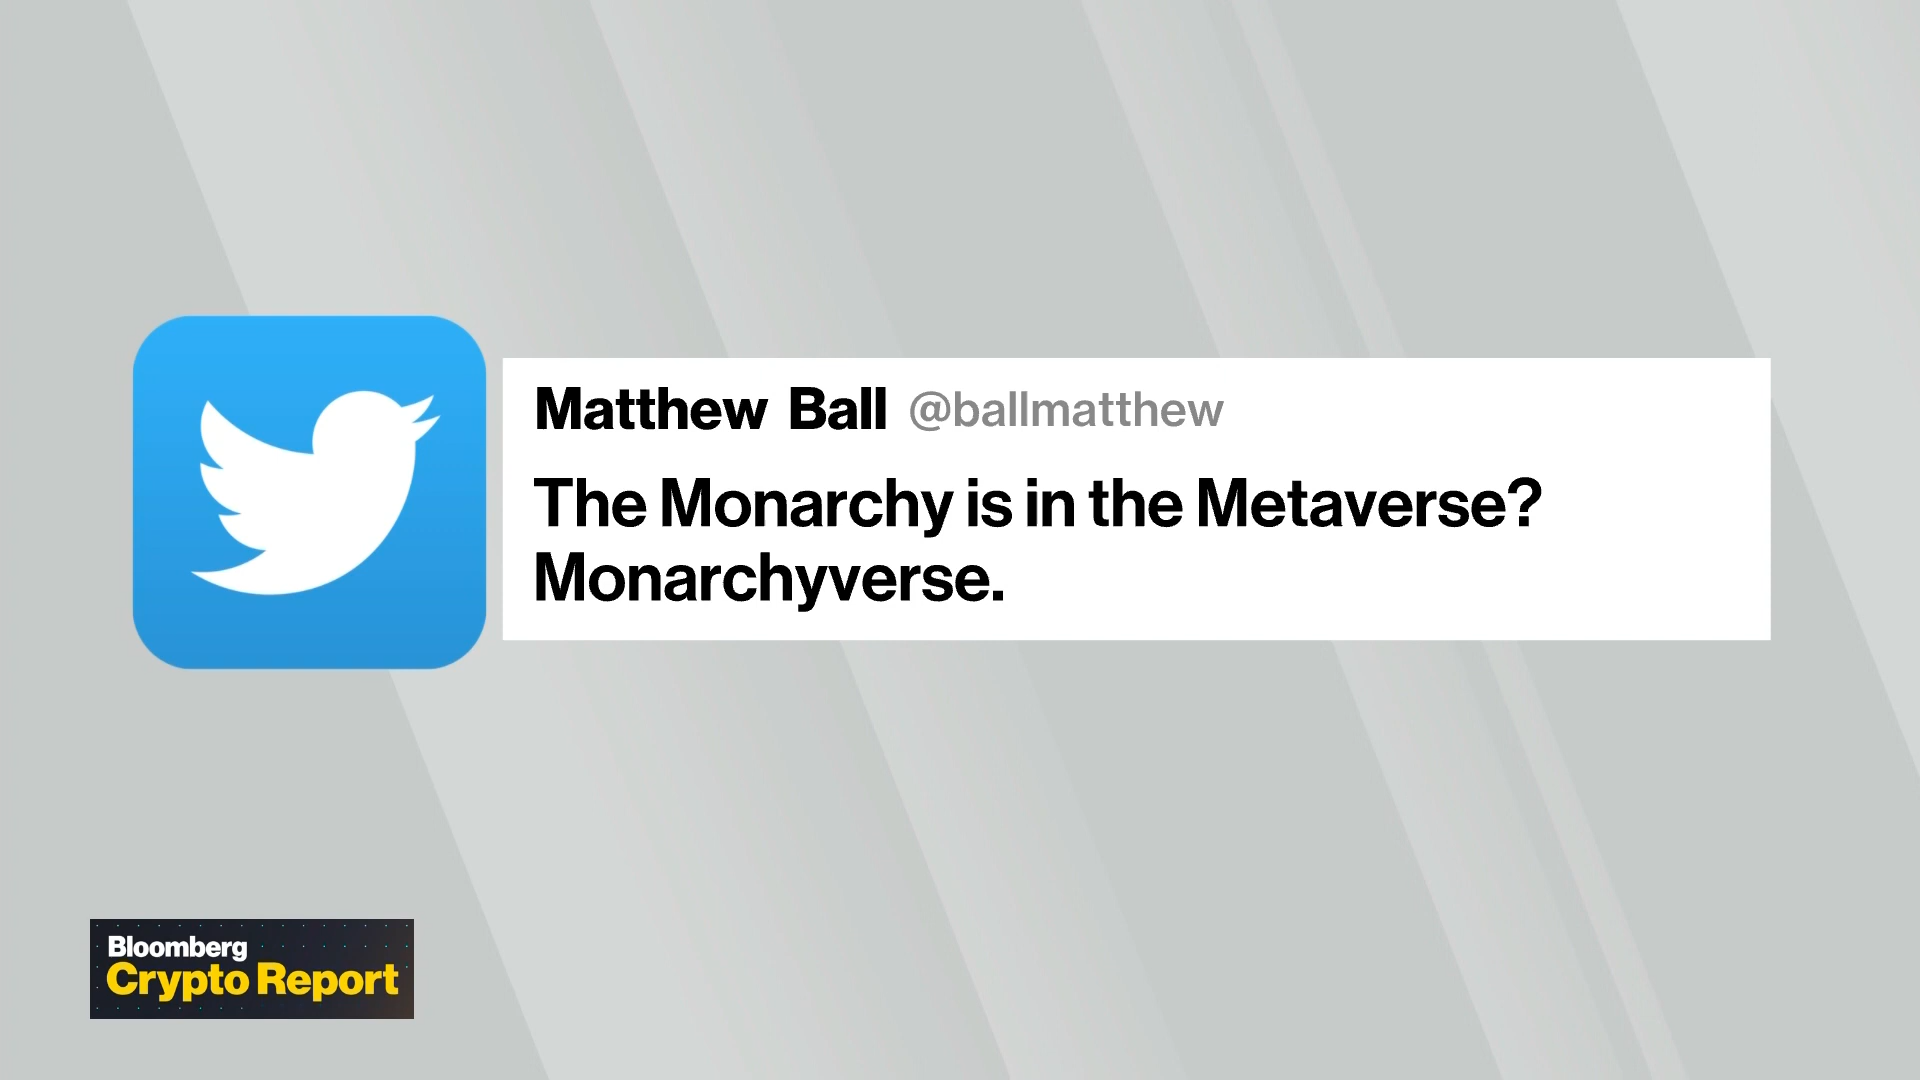 Matthew Ball @ballmatthew
The Monarchy is in the Metaverse?
Monarchyverse.
Bloomberg
Crypto Report